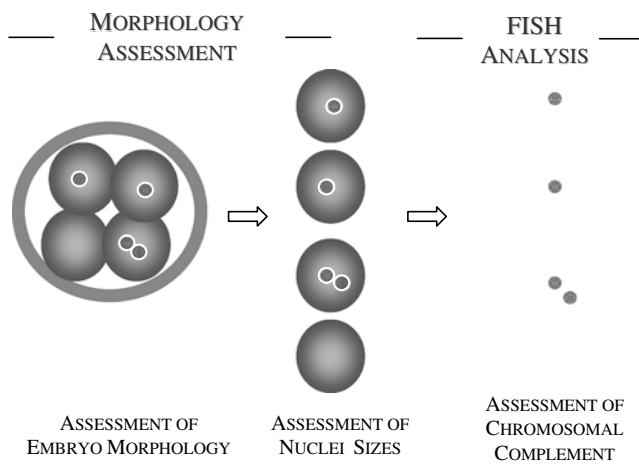 MORPHOLOGY
ASSESSMENT
FISH
ANALYSIS
ASSESSMENT OF
EMBRYO MORPHOLOGY
ASSESSMENT OF
NUCLEI SIZES
ASSESSMENT OF
CHROMOSOMAL
COMPLEMENT